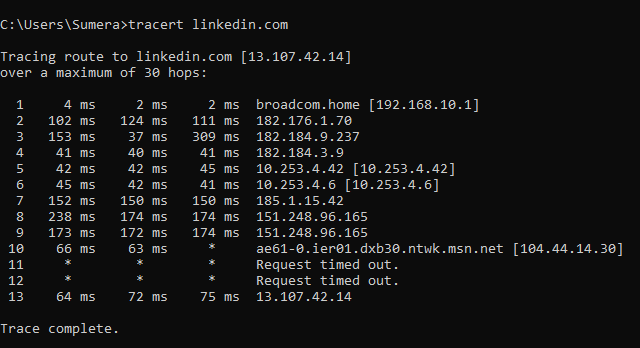 C:\Users\Sumera>tracert linkedin.com
Tracing route to linkedin.com [13.107.42.14]
over a maximum of 30 hops:
1 4 ms 2 ms 2 ms broadcom.home [192.168.10.1]
2 102 ms 124 ms 111 ms 182.176.1.70
3 153 ms 37 ms 309 ms 182.184.9.237
4 41 ms 40 ms 41 ms 182.184.3.9
5 42 ms 42 ms 45 ms 10.253.4.42 [10.253.4.42]
6 45 ms 42 ms 41 ms 10.253.4.6 [10.253.4.6]
7 152 ms 150 ms 150 ms 185.1.15.42
8 238 ms 174 ms 174 ms 151.248.96.165
9 173 ms 172 ms 174 ms 151.248.96.165
10 66 ms 63 ms * ae61-0.ier01.dxb30.ntwk.msn.net [104.44.14.30]
11 * * * Request timed out.
12 * * * Request timed out.
13 64 ms 72 ms 75 ms 13.107.42.14
Trace complete.